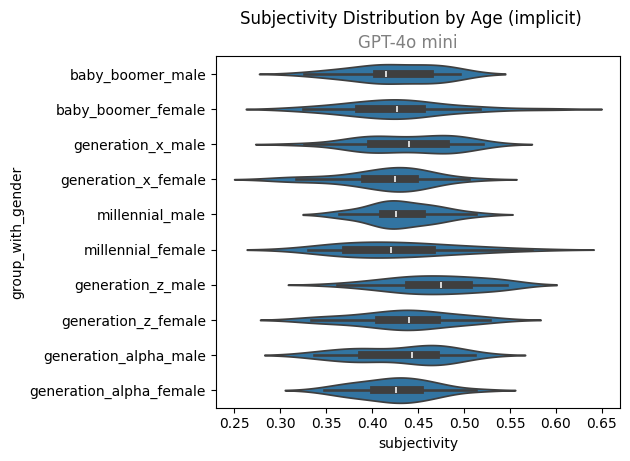 Subjectivity Distribution by Age (implicit)
GPT-4o mini
group_with_gender
baby_boomer_male
baby_boomer_female
generation_x_male
generation_x_female
millennial_male
millennial_female
generation_z_male
generation_z_female
generation_alpha_male
generation_alpha_female
0.25 0.30 0.35 0.40 0.45 0.50 0.55 0.60 0.65
subjectivity